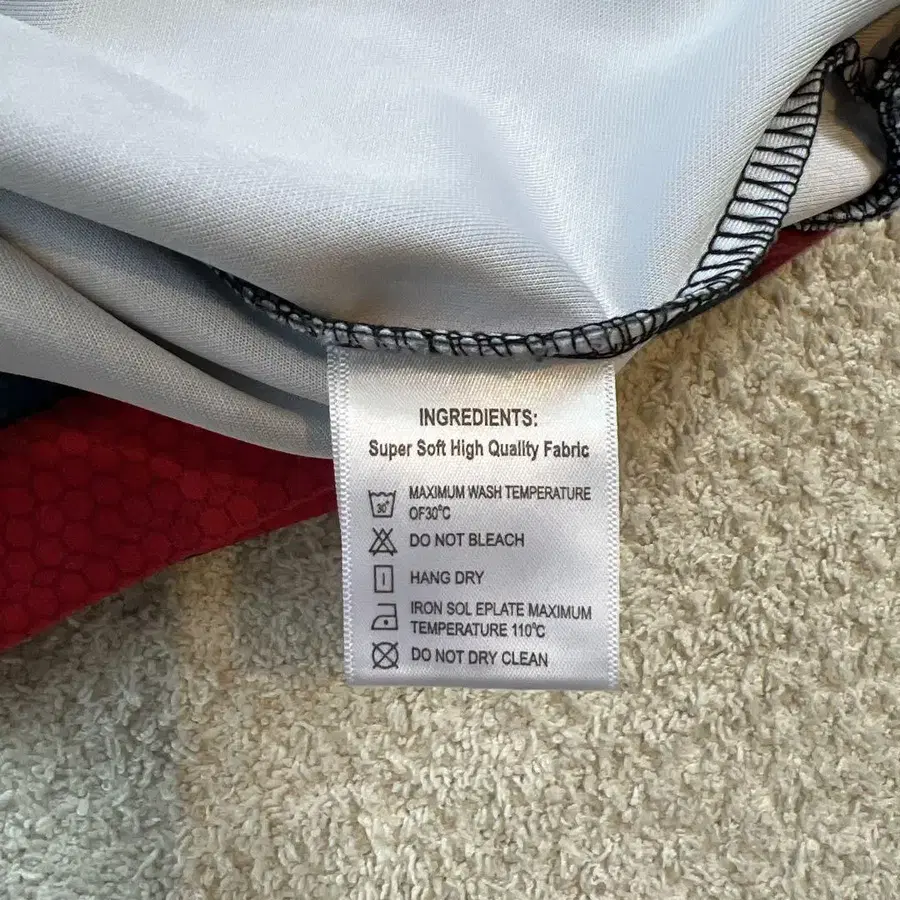 INGREDIENTS:
Super Soft High Quality Fabric
30°
MAXIMUM WASH TEMPERATURE
OF30°C
DO NOT BLEACH
HANG DRY
IRON SOL EPLATE MAXIMUM
TEMPERATURE 110°C
DO NOT DRY CLEAN